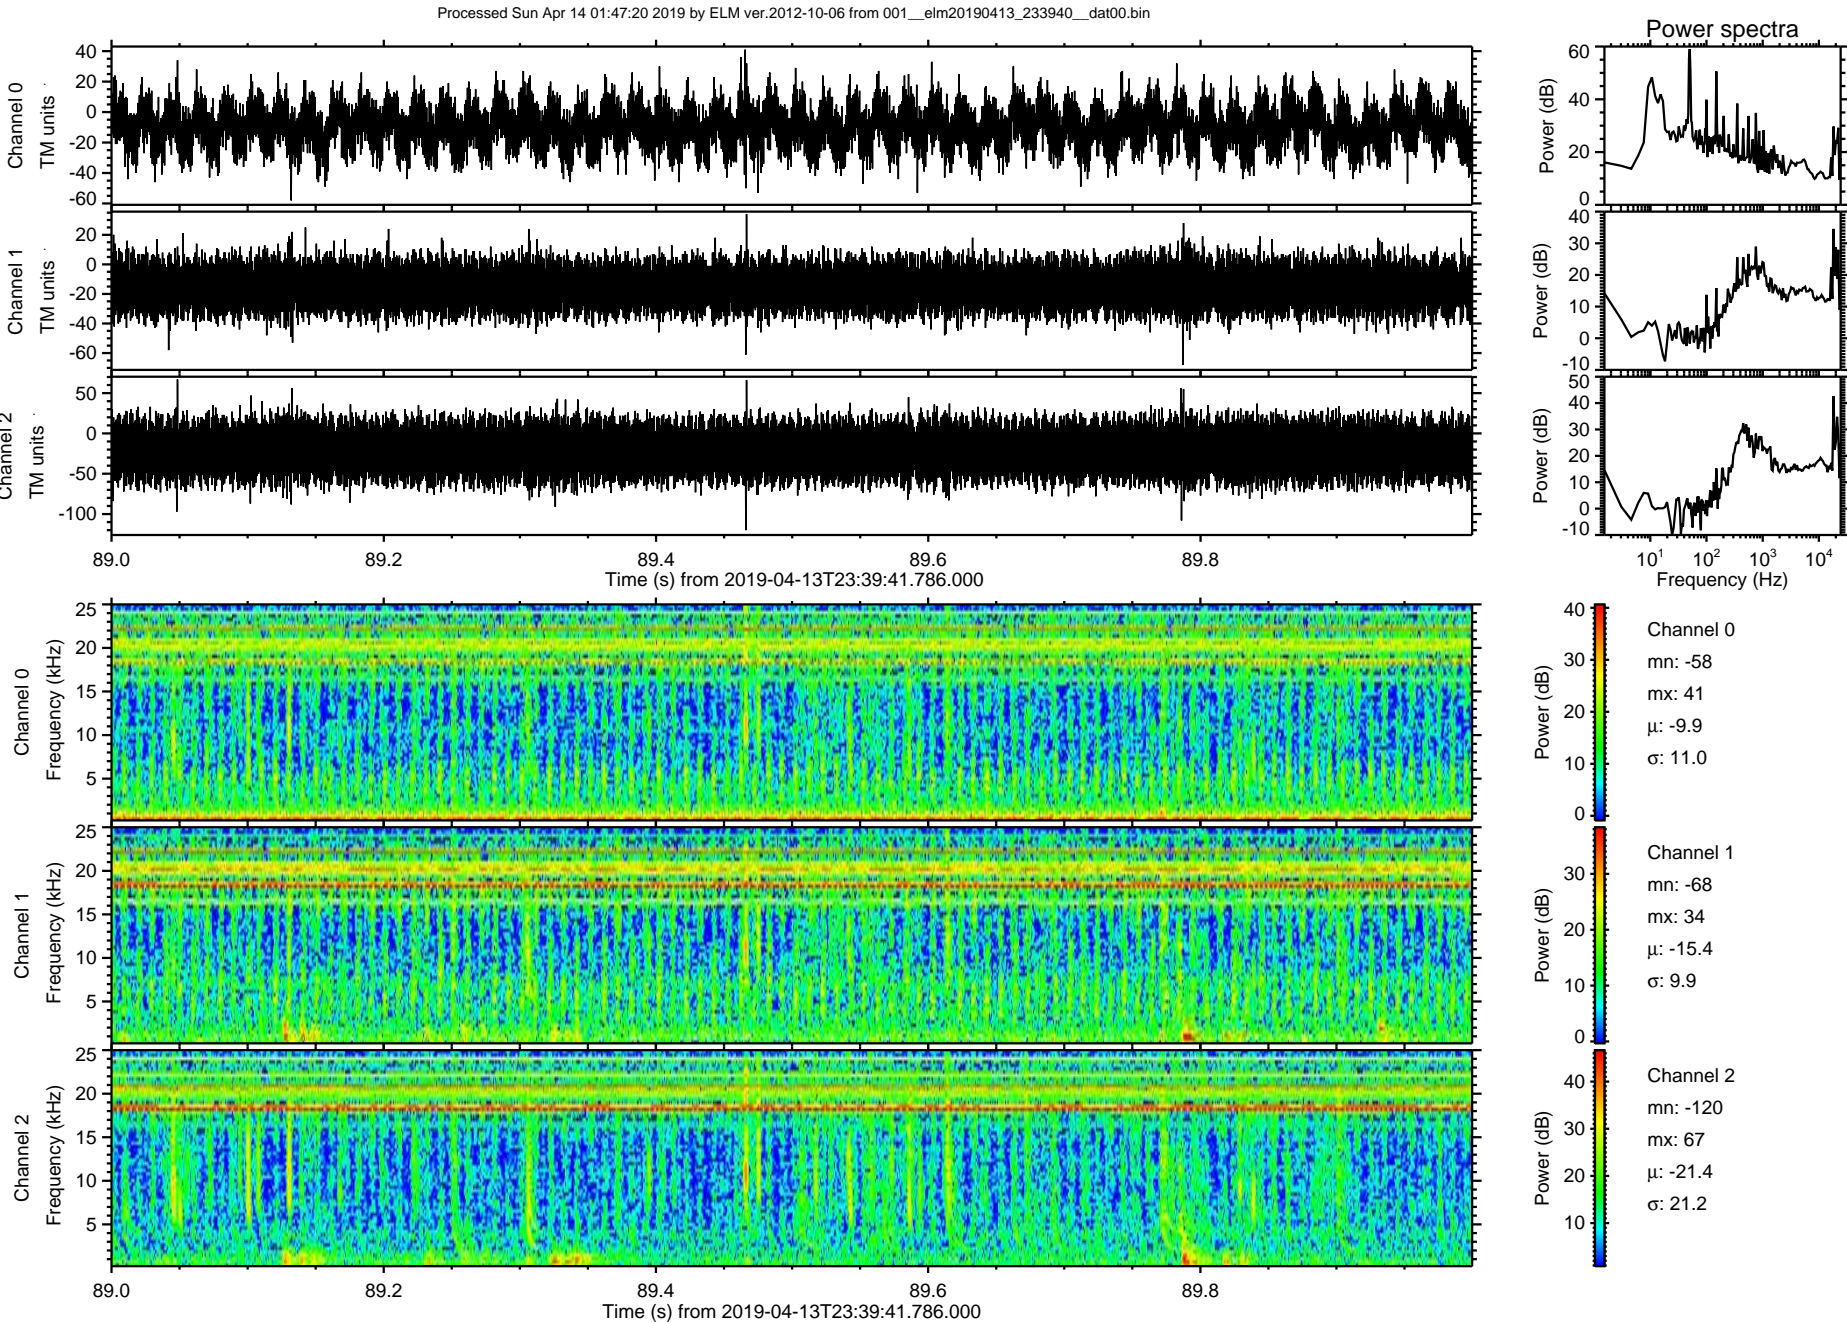 Processed Sun Apr 14 01:47:20 2019 by ELM ver.2012-10-06 from 001__elm20190413_233940__dat00.bin
Power spectra
Channel 0
TM units
40
20
0
-20
-40
-60
Power (dB)
60
40
20
0
Channel 1
TM units
20
0
-20
-40
-60
Power (dB)
40
30
20
10
0
-10
Channel 2
TM units
50
0
-50
-100
Power (dB)
50
40
30
20
10
0
-10
89.0 89.2 89.4 89.6 89.8
Time (s) from 2019-04-13T23:39:41.786.000
10¹ 10² 10³ 10⁴
Frequency (Hz)
Channel 0
Frequency (kHz)
25
20
15
10
5
Power (dB)
40
30
20
10
0
Channel 0
mn: -58
mx: 41
μ: -9.9
σ: 11.0
Channel 1
Frequency (kHz)
25
20
15
10
5
Power (dB)
30
20
10
0
Channel 1
mn: -68
mx: 34
μ: -15.4
σ: 9.9
Channel 2
Frequency (kHz)
25
20
15
10
5
Power (dB)
40
30
20
10
Channel 2
mn: -120
mx: 67
μ: -21.4
σ: 21.2
89.0 89.2 89.4 89.6 89.8
Time (s) from 2019-04-13T23:39:41.786.000